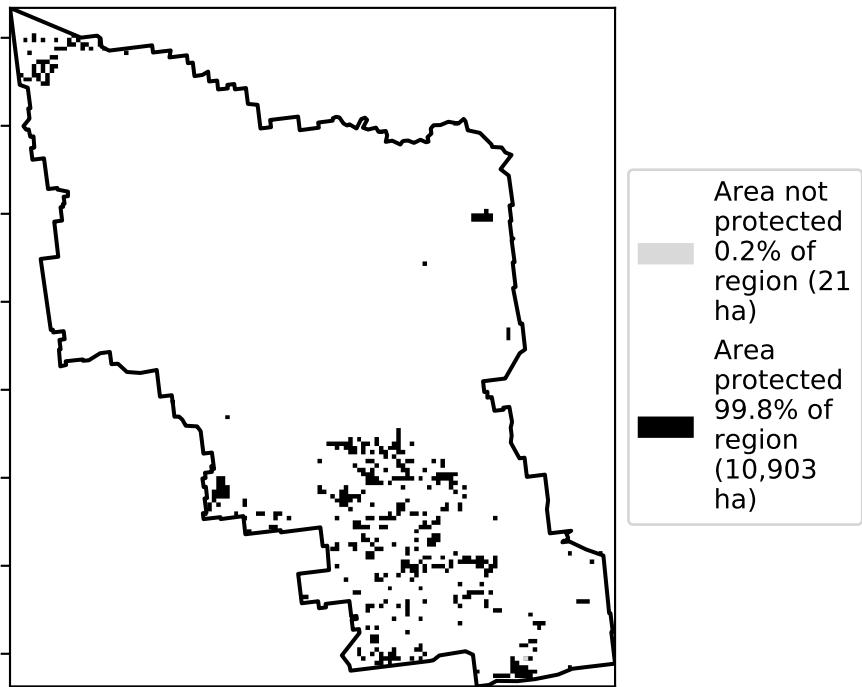 Area not
protected
0.2% of
region (21
ha)
Area
protected
99.8% of
region
(10,903
ha)